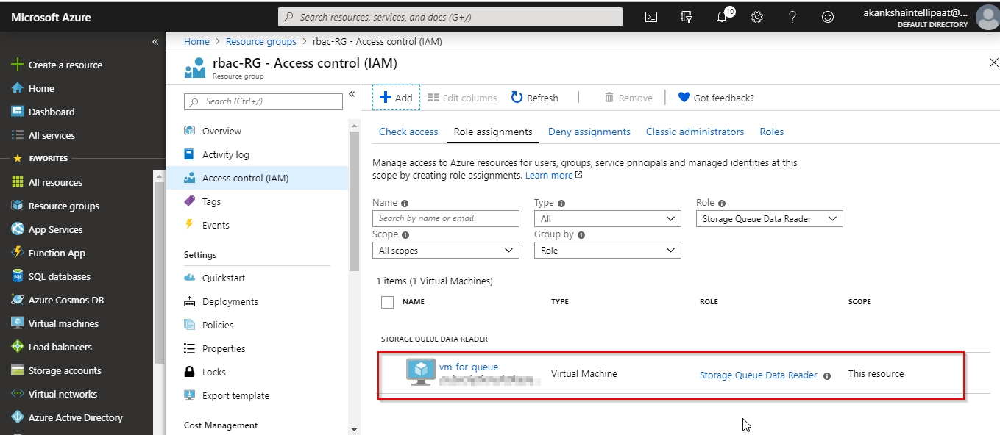 Microsoft Azure
Search resources, services, and docs (G+/)
10
akankshaintellipaat@...
DEFAULT DIRECTORY
«
Create a resource
Home
Dashboard
All services
FAVORITES
All resources
Resource groups
App Services
Function App
SQL databases
Azure Cosmos DB
Virtual machines
Load balancers
Storage accounts
Virtual networks
Azure Active Directory
Home > Resource groups > rbac-RG - Access control (IAM)
rbac-RG - Access control (IAM)
Resource group
Search (Ctrl+/)
«
Overview
Activity log
Access control (IAM)
Tags
Events
Settings
Quickstart
Deployments
Policies
Properties
Locks
Export template
Cost Management
Add Edit columns Refresh Remove Got feedback?
Check access Role assignments Deny assignments Classic administrators Roles
Manage access to Azure resources for users, groups, service principals and managed identities at this
scope by creating role assignments. Learn more
Name Type Role
Search by name or email All Storage Queue Data Reader
Scope Group by
All scopes Role
1 items (1 Virtual Machines)
NAME TYPE ROLE SCOPE
STORAGE QUEUE DATA READER
vm-for-queue
Virtual Machine Storage Queue Data Reader This resource